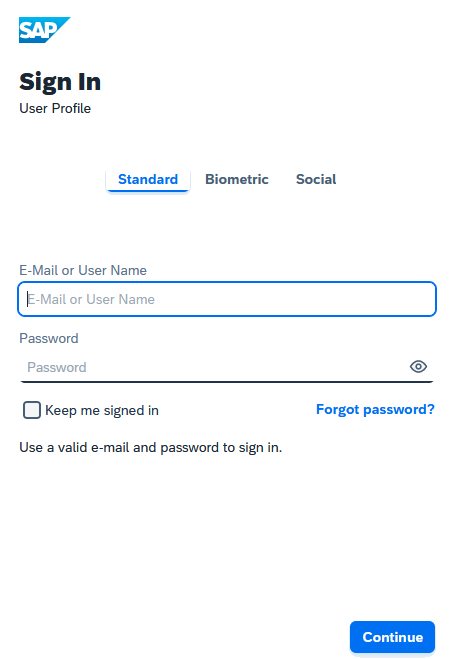 SAP
Sign In
User Profile
Standard Biometric Social
E-Mail or User Name
E-Mail or User Name
Password
Password
Keep me signed in Forgot password?
Use a valid e-mail and password to sign in.
Continue